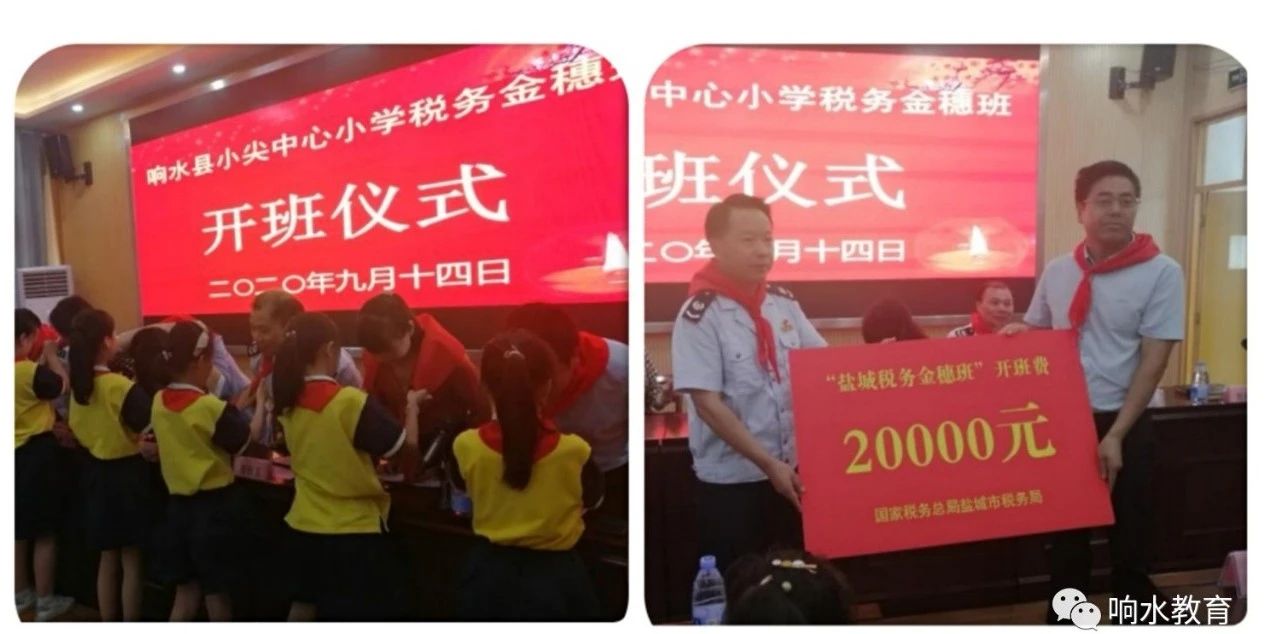 响水县小尖中心小学税务金穗班
开班仪式
二〇二〇年九月十四日
中心小学税务金穗班
班仪式
二〇年 月十四日
“盐城税务金穗班”开班费
20000元
国家税务总局盐城市税务局
响水教育